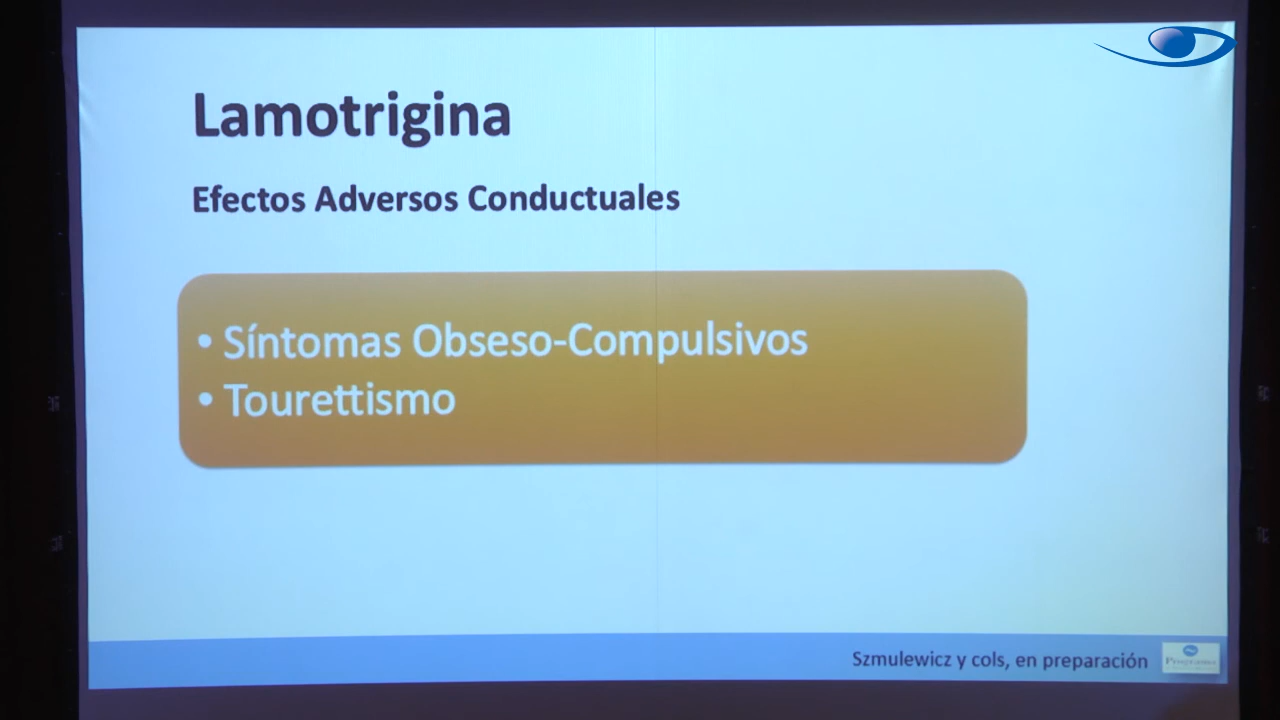 Lamotrigina
Efectos Adversos Conductuales
• Síntomas Obseso-Compulsivos
• Tourettismo
Szmulewicz y cols, en preparación